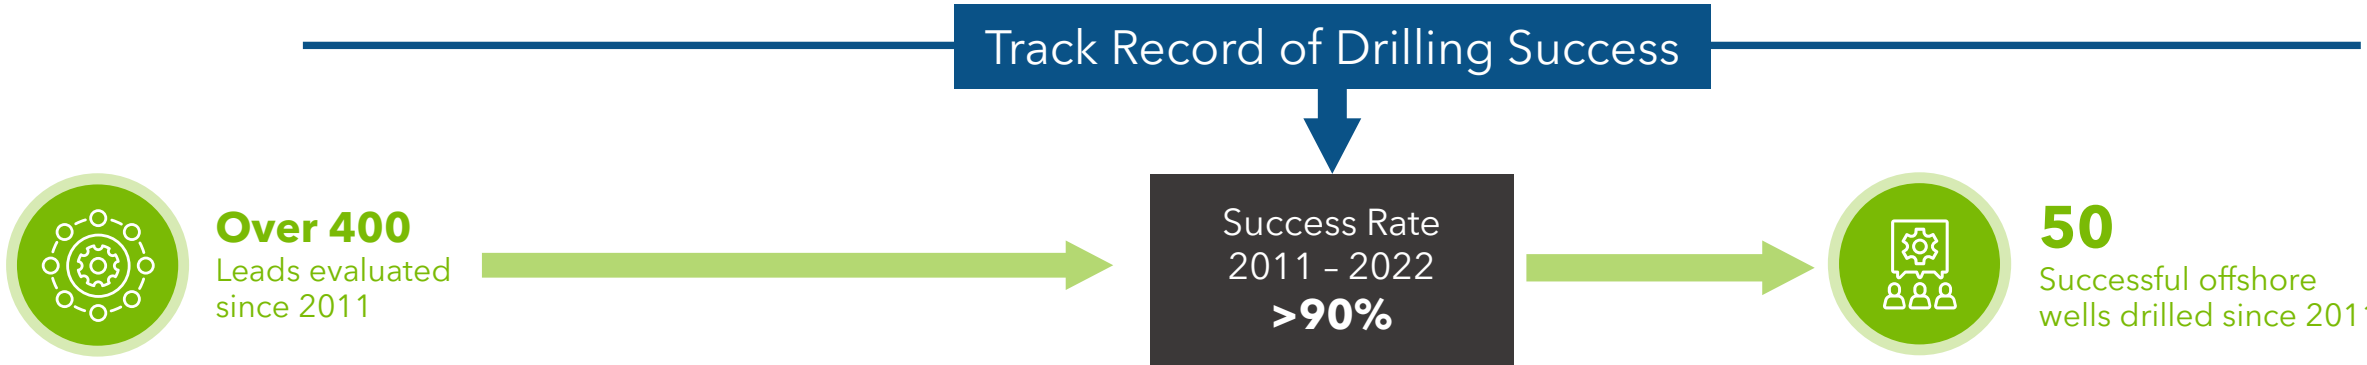 Track Record of Drilling Success
Over 400
Leads evaluated
since 2011
Success Rate
2011 – 2022
>90%
50
Successful offshore
wells drilled since 2011